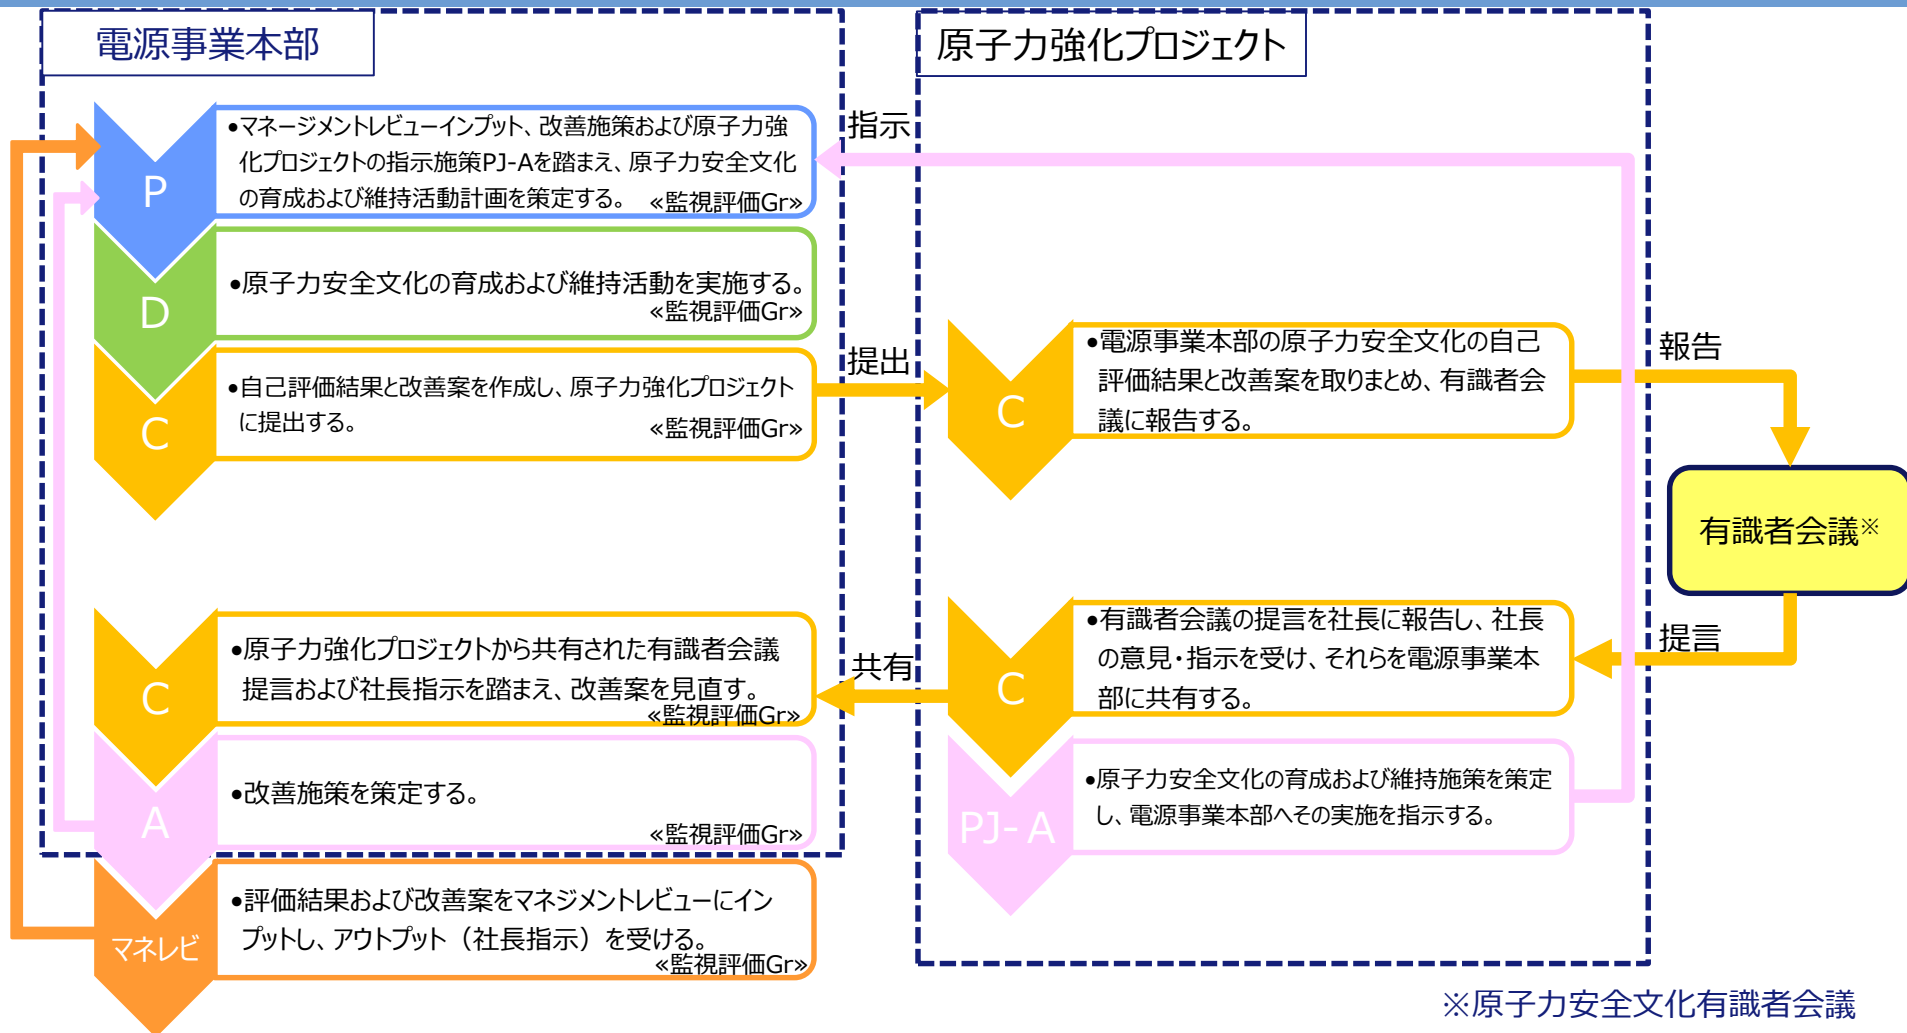 電源事業本部
P
•マネージメントレビューインプット、改善施策および原子力強
化プロジェクトの指示施策PJ-Aを踏まえ、原子力安全文化
の育成および維持活動計画を策定する。 «監視評価Gr»
D
•原子力安全文化の育成および維持活動を実施する。
«監視評価Gr»
C
•自己評価結果と改善案を作成し、原子力強化プロジェクト
に提出する。 «監視評価Gr»
C
•原子力強化プロジェクトから共有された有識者会議
提言および社長指示を踏まえ、改善案を見直す。
«監視評価Gr»
A
•改善施策を策定する。
«監視評価Gr»
マネレビ
•評価結果および改善案をマネジメントレビューにイン
プットし、アウトプット（社長指示）を受ける。
«監視評価Gr»
指示
提出
共有
原子力強化プロジェクト
C
•電源事業本部の原子力安全文化の自己
評価結果と改善案を取りまとめ、有識者会
議に報告する。
C
•有識者会議の提言を社長に報告し、社長
の意見・指示を受け、それらを電源事業本
部に共有する。
PJ-A
•原子力安全文化の育成および維持施策を策定
し、電源事業本部へその実施を指示する。
報告
有識者会議※
提言
※原子力安全文化有識者会議